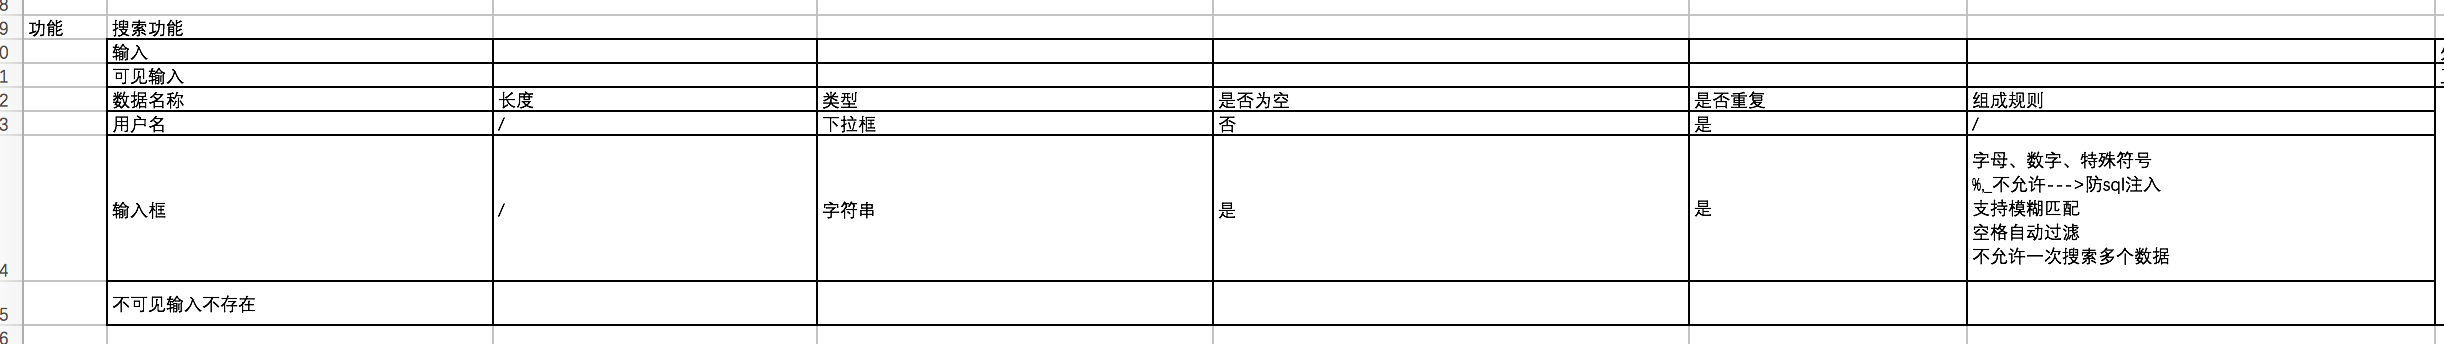 8
9 功能 搜索功能
0 输入
1 可见输入
2 数据名称 长度 类型 是否为空 是否重复 组成规则
3 用户名 / 下拉框 否 是 /
字母、数字、特殊符号
%,_不允许--->防sql注入
输入框 / 字符串 是 是 支持模糊匹配
空格自动过滤
4 不允许一次搜索多个数据
5 不可见输入不存在
6